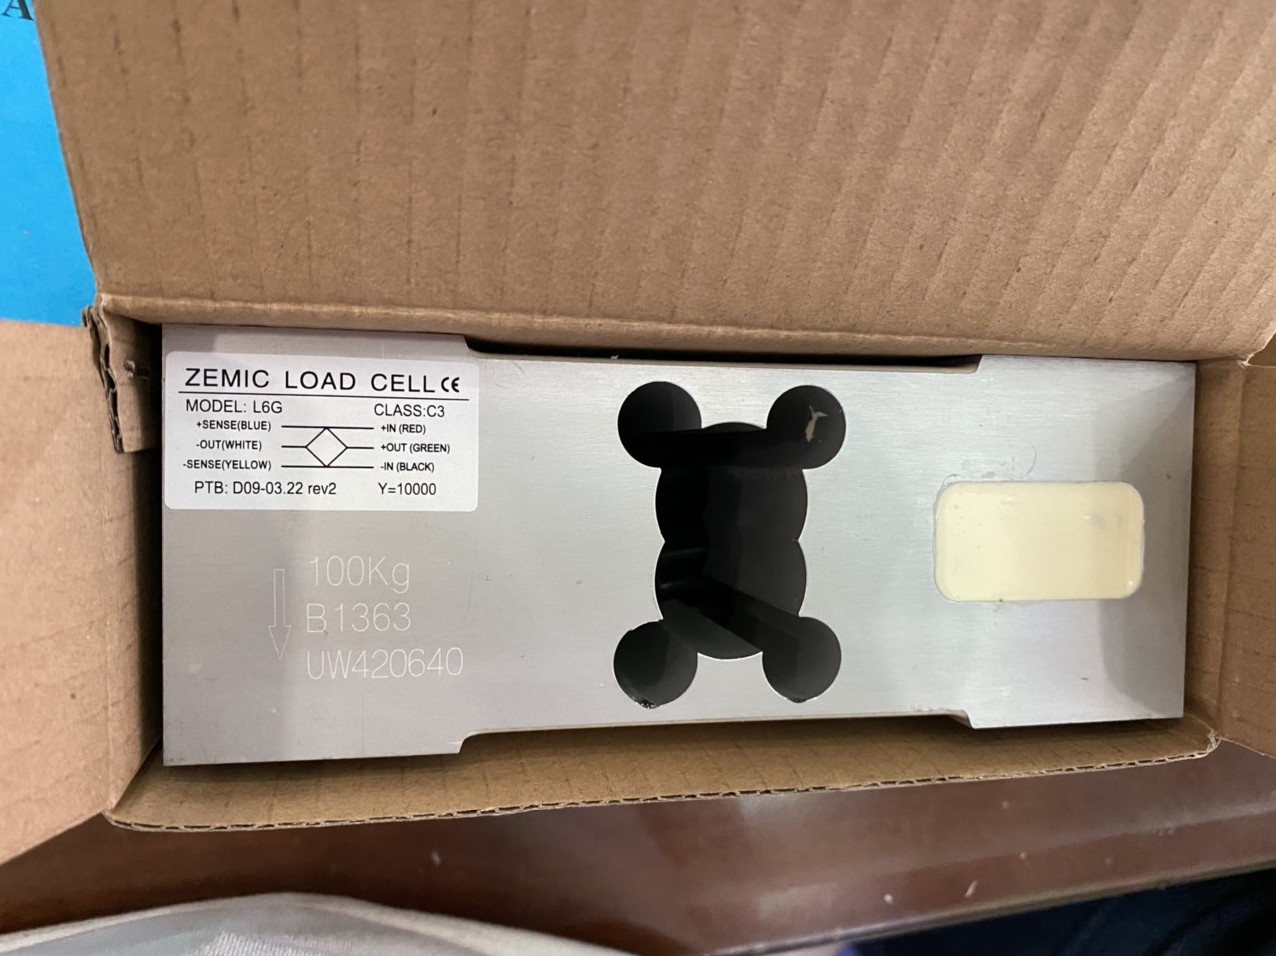 A
ZEMIC LOAD CELL CE
MODEL: L6G CLASS:C3
+SENSE(BLUE) +IN (RED)
-OUT(WHITE) +OUT (GREEN)
-SENSE(YELLOW) -IN (BLACK)
PTB: D09-03.22 rev2 Y=10000
100Kg
B1363
UW420640